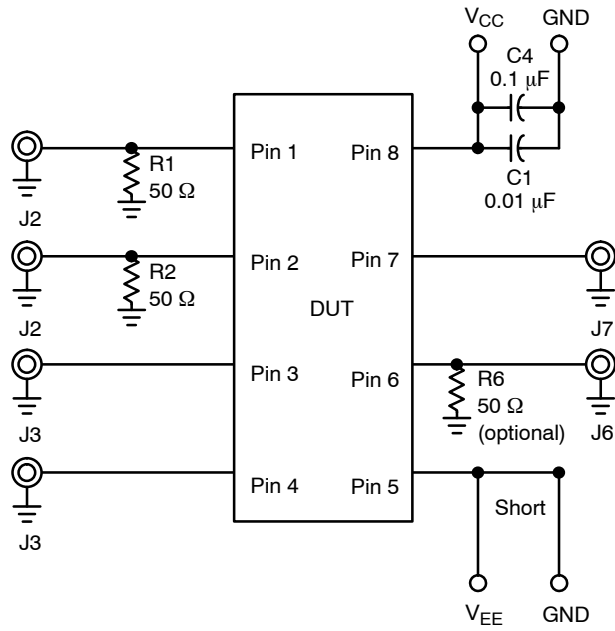 V_CC GND
C4
0.1 μF
C1
0.01 μF
Pin 1 Pin 8
R1
50 Ω
J2
Pin 2 Pin 7
R2
50 Ω
DUT
J2 J7
Pin 3 Pin 6
R6
50 Ω
(optional)
J3 J6
Pin 4 Pin 5
Short
J3
V_EE GND